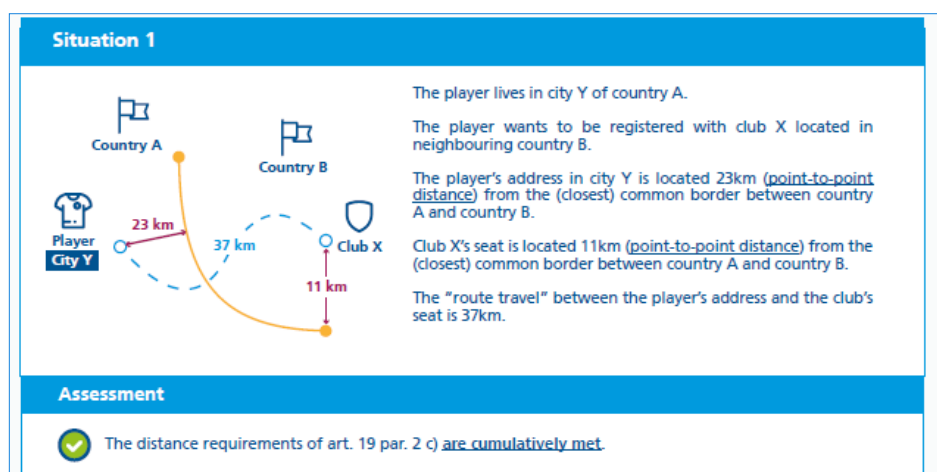 Situation 1
Country A
Country B
Player
City Y
23 km
37 km
Club X
11 km
The player lives in city Y of country A.
The player wants to be registered with club X located in
neighbouring country B.
The player's address in city Y is located 23km (point-to-point
distance) from the (closest) common border between country
A and country B.
Club X's seat is located 11km (point-to-point distance) from the
(closest) common border between country A and country B.
The "route travel" between the player's address and the club's
seat is 37km.
Assessment
The distance requirements of art. 19 par. 2 c) are cumulatively met.